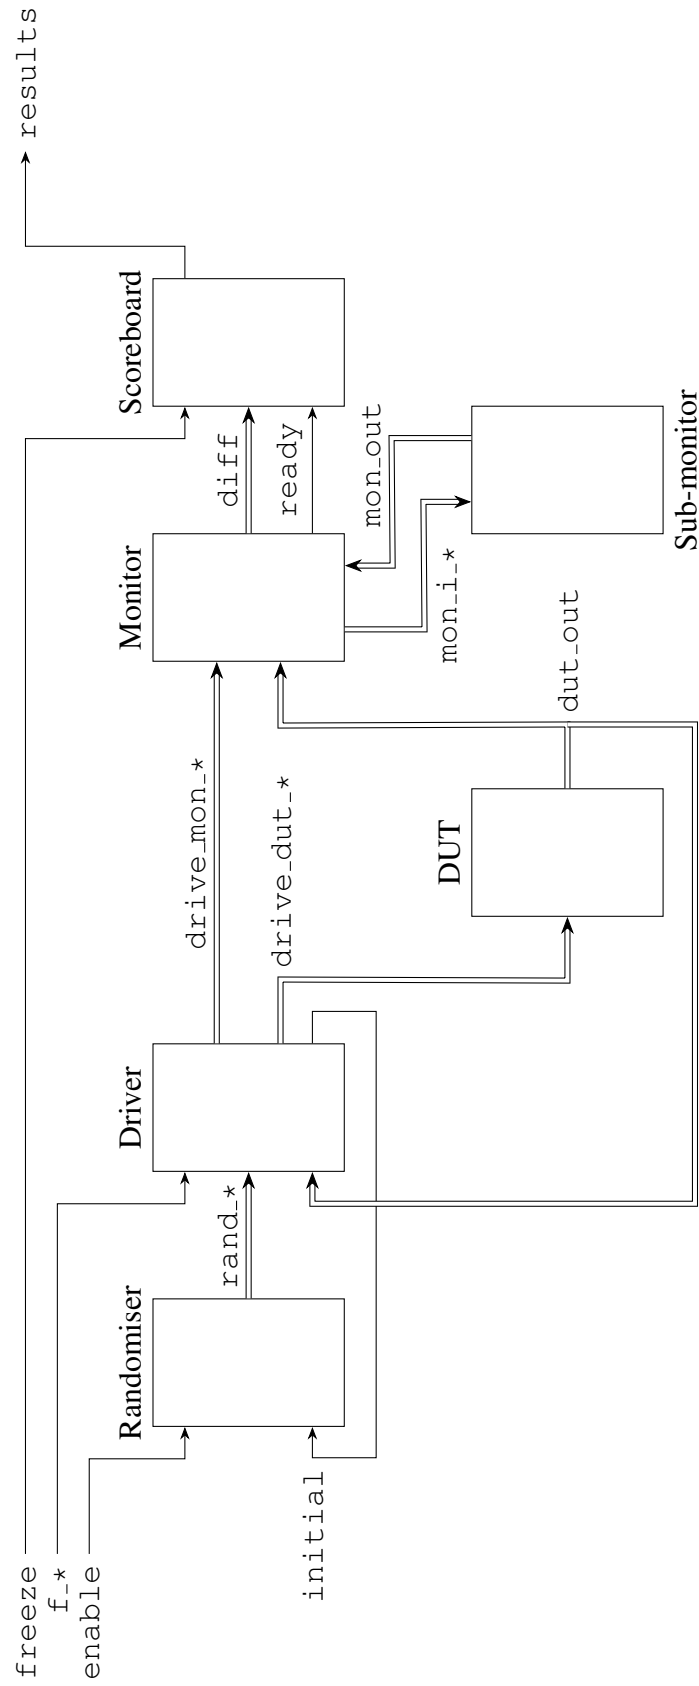 freeze
f_*
enable
initial
Randomiser
rand_*
Driver
drive_mon_*
drive_dut_*
DUT
dut_out
Monitor
mon_i_*
mon_out
Sub-monitor
diff
ready
Scoreboard
results